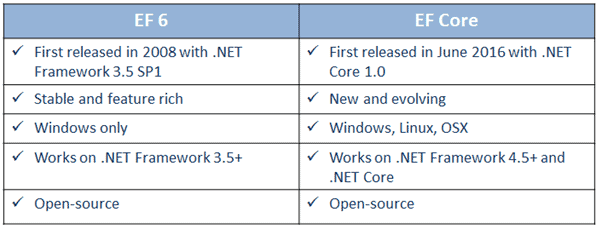 EF 6
EF Core
✓ First released in 2008 with .NET
Framework 3.5 SP1
✓ First released in June 2016 with .NET
Core 1.0
✓ Stable and feature rich
✓ New and evolving
✓ Windows only
✓ Windows, Linux, OSX
✓ Works on .NET Framework 3.5+
✓ Works on .NET Framework 4.5+ and
.NET Core
✓ Open-source
✓ Open-source